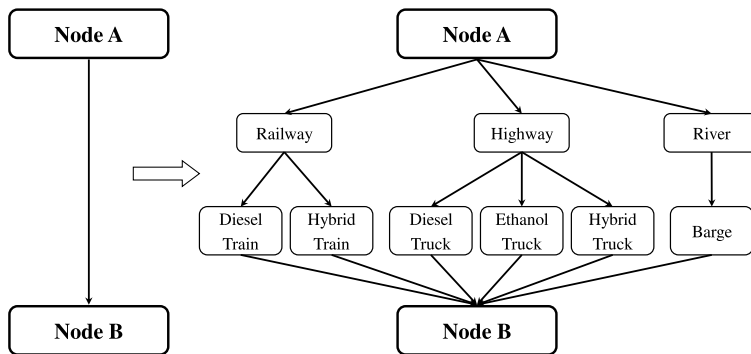 Node A
Node A
Railway
Highway
River
Diesel
Train
Hybrid
Train
Diesel
Truck
Ethanol
Truck
Hybrid
Truck
Barge
Node B
Node B